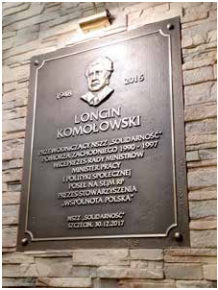 1948 2016
LONGIN
KOMOŁOWSKI
PRZEWODNICZĄCY NSZZ „SOLIDARNOŚĆ”
POMORZA ZACHODNIEGO 1990 - 1997
WICEPREZES RADY MINISTRÓW
MINISTER PRACY
I POLITYKI SPOŁECZNEJ
POSEŁ NA SEJM RP
PREZES STOWARZYSZENIA
„WSPÓLNOTA POLSKA”
NSZZ „SOLIDARNOŚĆ”
SZCZECIN, 30.12.2017